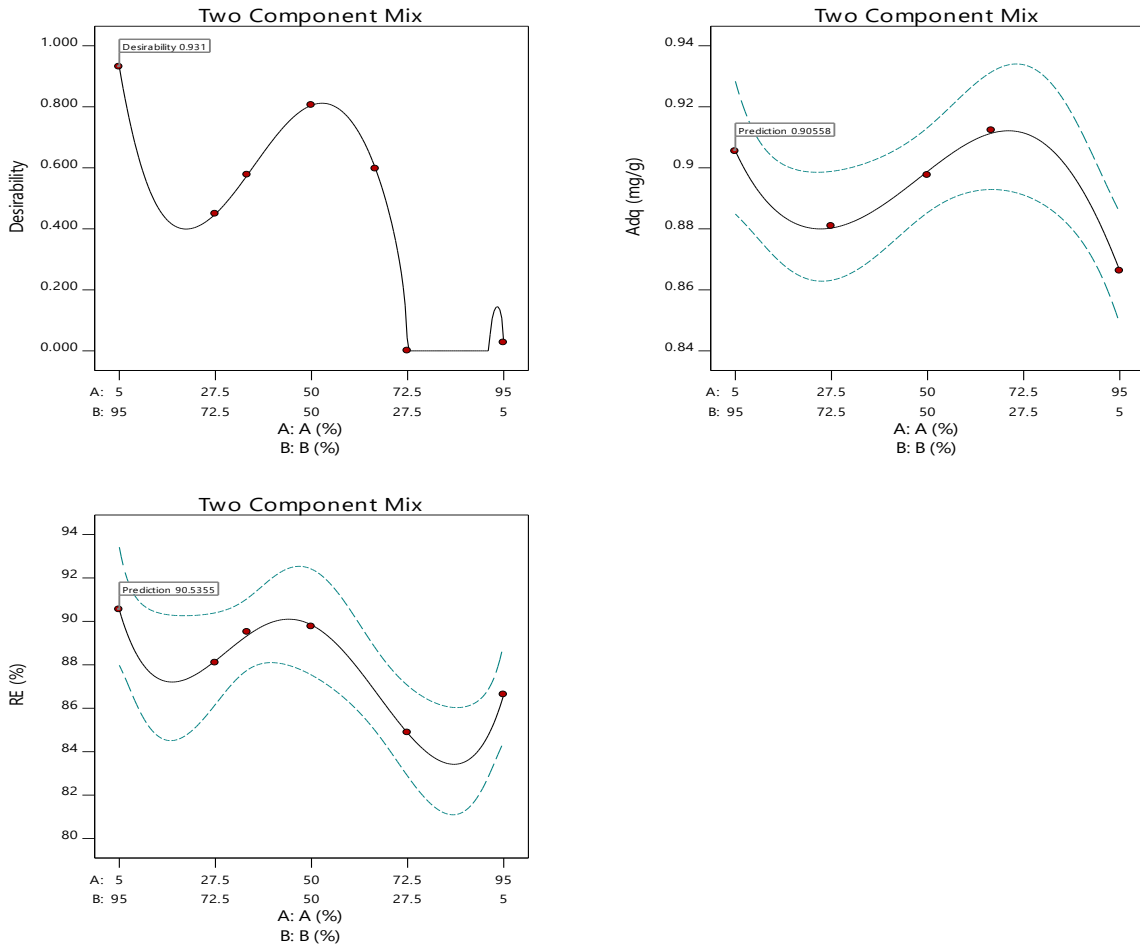 Two Component Mix
Desirability
1.000
0.800
0.600
0.400
0.200
0.000
Desirability 0.931
A: 5 27.5 50 72.5 95
B: 95 72.5 50 27.5 5
A: A (%)
B: B (%)
Two Component Mix
Adq (mg/g)
0.94
0.92
0.9
0.88
0.86
0.84
Prediction 0.90558
A: 5 27.5 50 72.5 95
B: 95 72.5 50 27.5 5
A: A (%)
B: B (%)
Two Component Mix
RE (%)
94
92
90
88
86
84
82
80
Prediction 90.5355
A: 5 27.5 50 72.5 95
B: 95 72.5 50 27.5 5
A: A (%)
B: B (%)